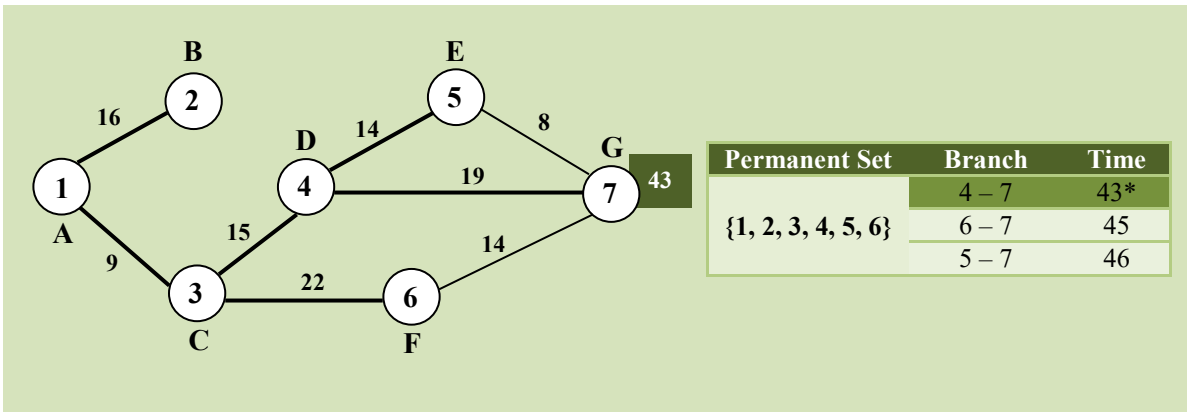 B
E
16
2
5
8
D
14
G
Permanent Set Branch Time
1
4
19
7
43
4 – 7 43*
A
15
{1, 2, 3, 4, 5, 6}
6 – 7 45
9
14
5 – 7 46
3
22
6
C
F